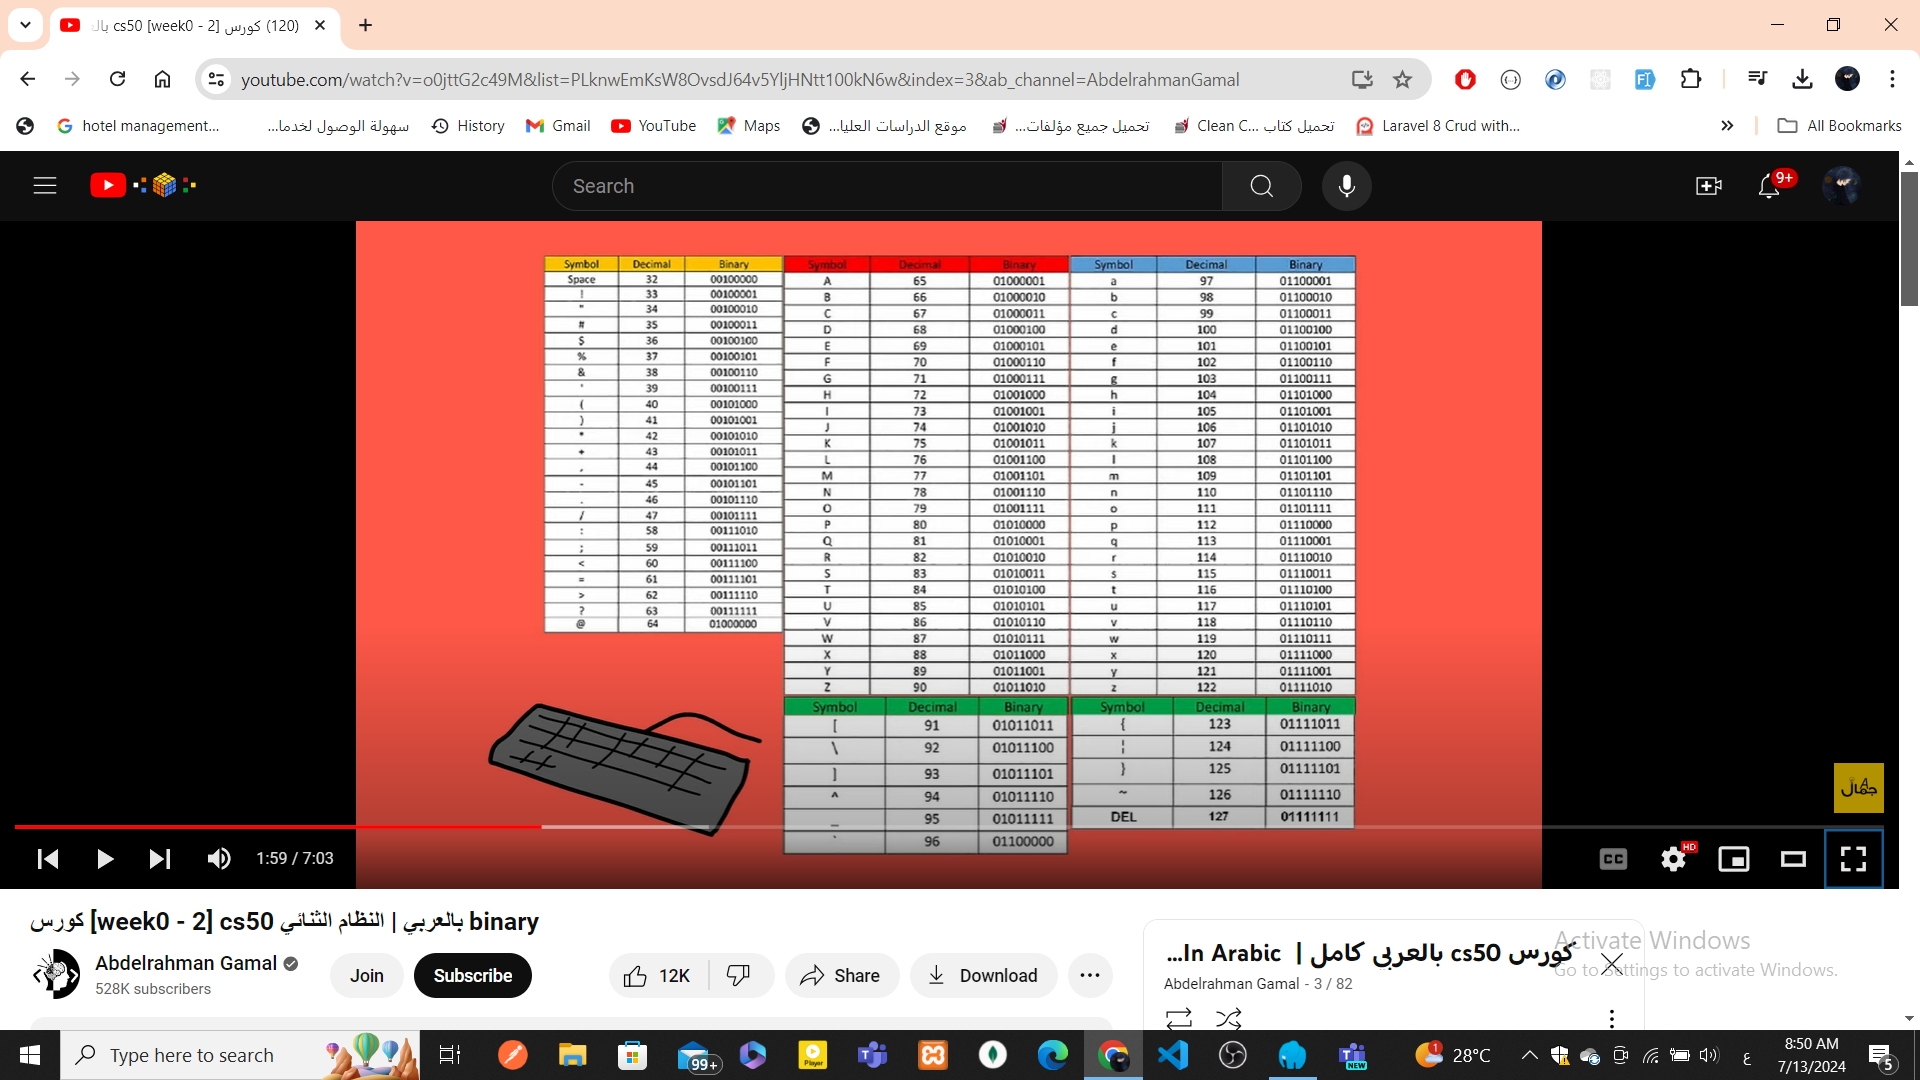 (120) كورس cs50 [week0 - 2] بال
youtube.com/watch?v=o0jttG2c49M&list=PLknwEmKsW8OvsdJ64v5YljHNtt100kN6w&index=3&ab_channel=AbdelrahmanGamal
hotel management... سهولة الوصول لخدما... History Gmail YouTube Maps موقع الدراسات العليا... تحميل جميع مؤلفات... تحميل كتاب Clean C... Laravel 8 Crud with... All Bookmarks
Search
9+
Symbol Decimal Binary
Space 32 00100000
! 33 00100001
" 34 00100010
# 35 00100011
$ 36 00100100
% 37 00100101
& 38 00100110
' 39 00100111
( 40 00101000
) 41 00101001
* 42 00101010
+ 43 00101011
, 44 00101100
- 45 00101101
. 46 00101110
/ 47 00101111
: 58 00111010
; 59 00111011
< 60 00111100
= 61 00111101
> 62 00111110
? 63 00111111
@ 64 01000000
Symbol Decimal Binary
A 65 01000001
B 66 01000010
C 67 01000011
D 68 01000100
E 69 01000101
F 70 01000110
G 71 01000111
H 72 01001000
I 73 01001001
J 74 01001010
K 75 01001011
L 76 01001100
M 77 01001101
N 78 01001110
O 79 01001111
P 80 01010000
Q 81 01010001
R 82 01010010
S 83 01010011
T 84 01010100
U 85 01010101
V 86 01010110
W 87 01010111
X 88 01011000
Y 89 01011001
Z 90 01011010
Symbol Decimal Binary
a 97 01100001
b 98 01100010
c 99 01100011
d 100 01100100
e 101 01100101
f 102 01100110
g 103 01100111
h 104 01101000
i 105 01101001
j 106 01101010
k 107 01101011
l 108 01101100
m 109 01101101
n 110 01101110
o 111 01101111
p 112 01110000
q 113 01110001
r 114 01110010
s 115 01110011
t 116 01110100
u 117 01110101
v 118 01110110
w 119 01110111
x 120 01111000
y 121 01111001
z 122 01111010
Symbol Decimal Binary
[ 91 01011011
\ 92 01011100
] 93 01011101
^ 94 01011110
_ 95 01011111
` 96 01100000
Symbol Decimal Binary
{ 123 01111011
¦ 124 01111100
} 125 01111101
~ 126 01111110
DEL 127 01111111
جمال
1:59 / 7:03
CC HD
كورس [week0 - 2] cs50 بالعربي | النظام الثنائي binary
Abdelrahman Gamal
528K subscribers
Join Subscribe 12K Share Download
كورس cs50 بالعربى كامل | In Arabic...
Abdelrahman Gamal - 3 / 82
Activate Windows
Go to Settings to activate Windows.
Type here to search
99+
Player
NEW
1 28°C
ع
8:50 AM
7/13/2024
5